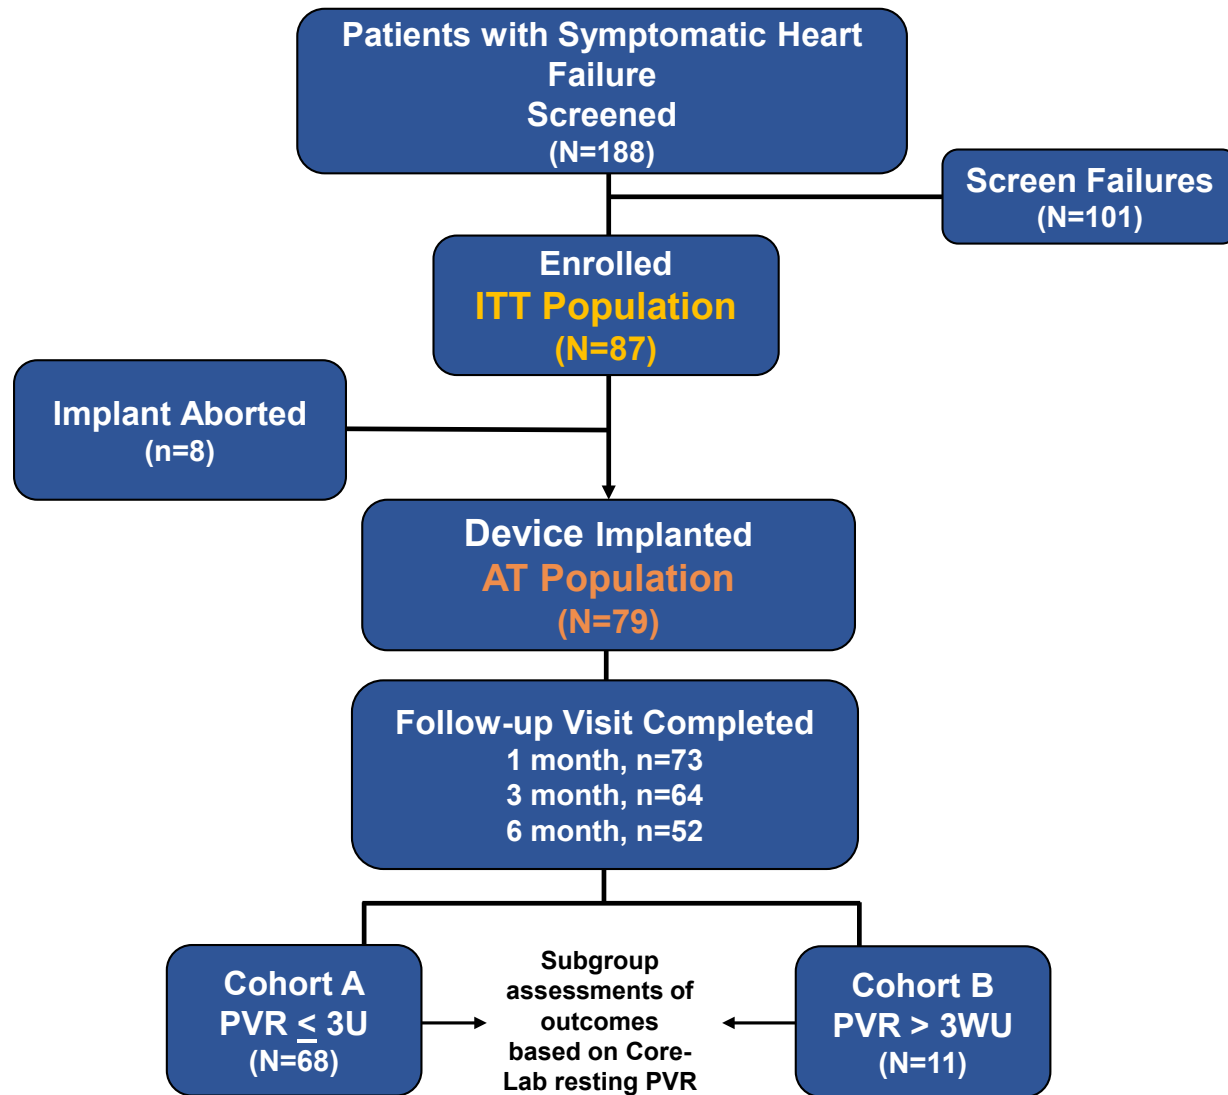 Patients with Symptomatic Heart
Failure
Screened
(N=188)
Screen Failures
(N=101)
Enrolled
ITT Population
(N=87)
Implant Aborted
(n=8)
Device Implanted
AT Population
(N=79)
Follow-up Visit Completed
1 month, n=73
3 month, n=64
6 month, n=52
Cohort A
PVR ≤ 3U
(N=68)
Subgroup
assessments of
outcomes
based on Core-
Lab resting PVR
Cohort B
PVR > 3WU
(N=11)